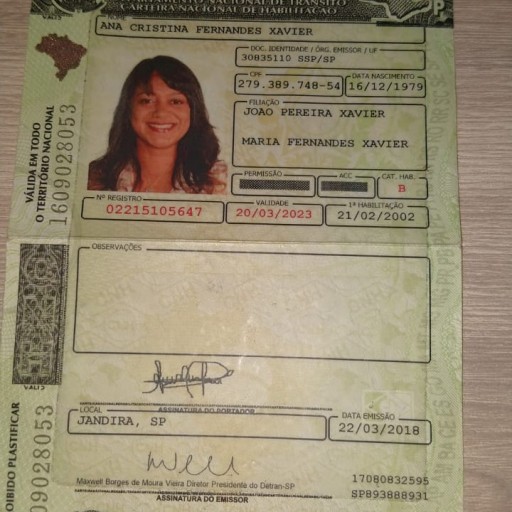 DEPARTAMENTO NACIONAL DE TRÂNSITO
CARTEIRA NACIONAL DE HABILITAÇÃO
NOME
ANA CRISTINA FERNANDES XAVIER
DOC. IDENTIDADE / ÓRG. EMISSOR / UF
30835110 SSP/SP
CPF
279.389.748-54
DATA NASCIMENTO
16/12/1979
FILIAÇÃO
JOAO PEREIRA XAVIER
MARIA FERNANDES XAVIER
PERMISSÃO
ACC
CAT. HAB.
B
Nº REGISTRO
02215105647
VALIDADE
20/03/2023
1ª HABILITAÇÃO
21/02/2002
VÁLIDA EM TODO
O TERRITÓRIO NACIONAL
1609028053
OBSERVAÇÕES
ASSINATURA DO PORTADOR
LOCAL
JANDIRA, SP
DATA EMISSÃO
22/03/2018
Maxwell Borges de Moura Vieira Diretor Presidente do Detran-SP
ASSINATURA DO EMISSOR
17080832595
SP893888931
OIBIDO PLASTIFICAR
09028053